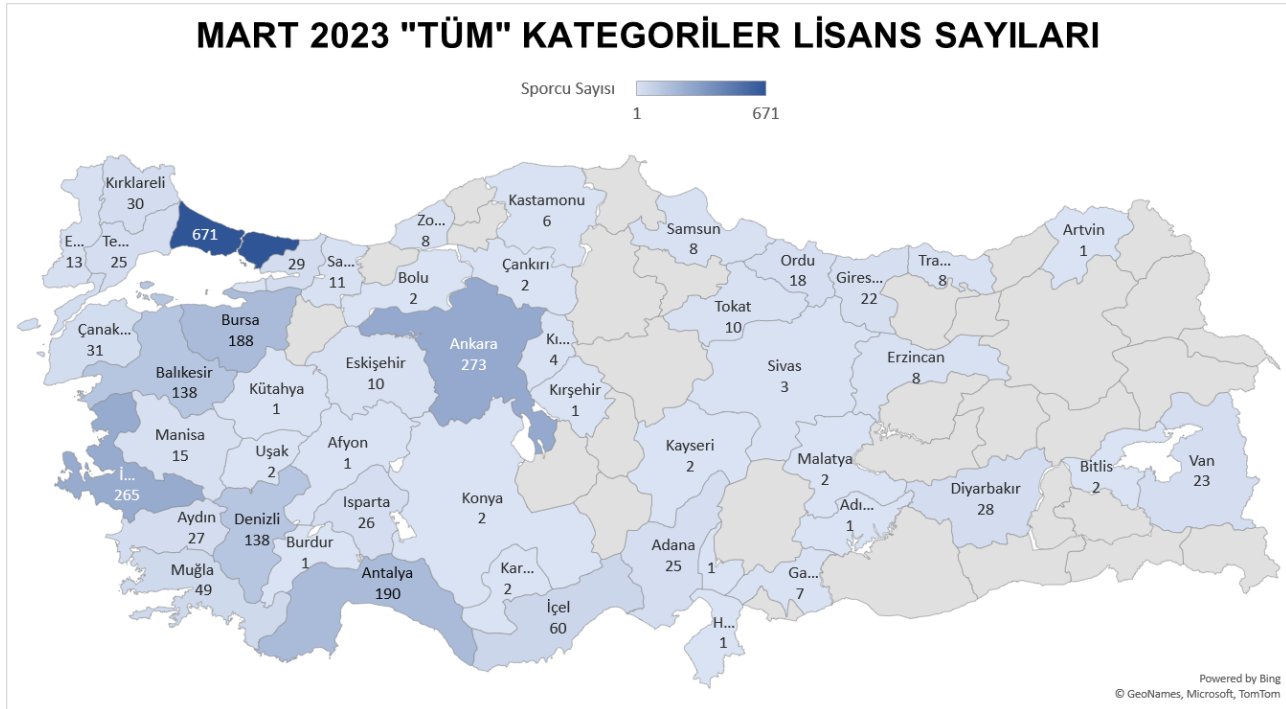 MART 2023 "TÜM" KATEGORİLER LİSANS SAYILARI
Sporcu Sayısı
1
671
Kırklareli
30
E...
13
Te...
25
671
29
Sa...
11
Zo...
8
Bolu
2
Kastamonu
6
Çankırı
2
Samsun
8
Ordu
18
Gires...
22
Tra...
8
Artvin
1
Tokat
10
Çanak...
31
Bursa
188
Balıkesir
138
Kütahya
1
Eskişehir
10
Ankara
273
Kı...
4
Kırşehir
1
Sivas
3
Erzincan
8
Manisa
15
Uşak
2
Afyon
1
İ...
265
Kayseri
2
Malatya
2
Bitlis
2
Van
23
Diyarbakır
28
Adı...
1
Aydın
27
Denizli
138
Isparta
26
Burdur
1
Konya
2
Muğla
49
Antalya
190
Kar...
2
İçel
60
Adana
25
1
Ga...
7
H...
1
Powered by Bing
© GeoNames, Microsoft, TomTom